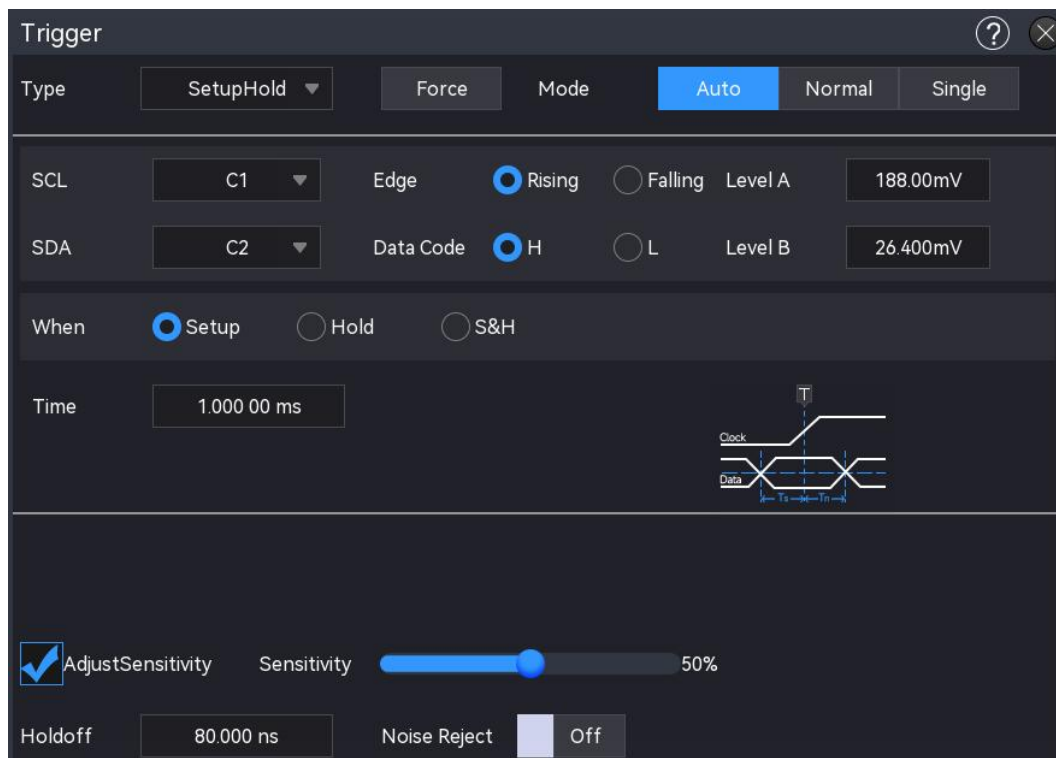 Trigger ?
Type SetupHold Force Mode Auto Normal Single
SCL C1 Edge Rising Falling Level A 188.00mV
SDA C2 Data Code H L Level B 26.400mV
When Setup Hold S&H
Time 1.000 00 ms
T
Clock
Data
Ts Tn
AdjustSensitivity Sensitivity 50%
Holdoff 80.000 ns Noise Reject Off